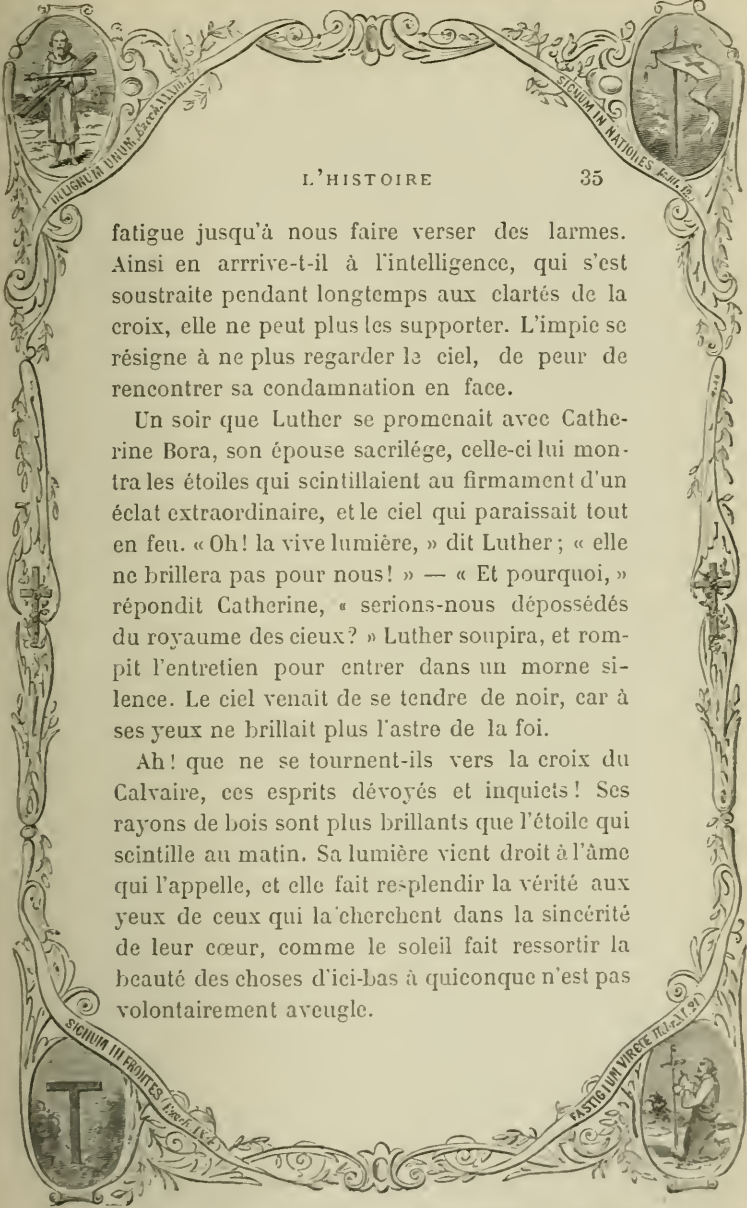 IN LIGNUM UNUM. Ezech. XXXVII. 17.
SIGNUM IN NATIONES
L'HISTOIRE 35
fatigue jusqu'à nous faire verser des larmes.
Ainsi en arrrive-t-il à l'intelligence, qui s'est
soustraite pendant longtemps aux clartés de la
croix, elle ne peut plus les supporter. L'impie se
résigne à ne plus regarder le ciel, de peur de
rencontrer sa condamnation en face.
Un soir que Luther se promenait avec Cathe-
rine Bora, son épouse sacrilége, celle-ci lui mon-
tra les étoiles qui scintillaient au firmament d'un
éclat extraordinaire, et le ciel qui paraissait tout
en feu. « Oh! la vive lumière, » dit Luther; « elle
ne brillera pas pour nous! » — « Et pourquoi, »
répondit Catherine, « serions-nous dépossédés
du royaume des cieux? » Luther soupira, et rom-
pit l'entretien pour entrer dans un morne si-
lence. Le ciel venait de se tendre de noir, car à
ses yeux ne brillait plus l'astre de la foi.
Ah! que ne se tournent-ils vers la croix du
Calvaire, ces esprits dévoyés et inquiets! Ses
rayons de bois sont plus brillants que l'étoile qui
scintille au matin. Sa lumière vient droit à l'âme
qui l'appelle, et elle fait resplendir la vérité aux
yeux de ceux qui la cherchent dans la sincérité
de leur cœur, comme le soleil fait ressortir la
beauté des choses d'ici-bas à quiconque n'est pas
volontairement aveugle.
SIGNUM IN FRONTES
T
FASTIGIUM VIRGÆ